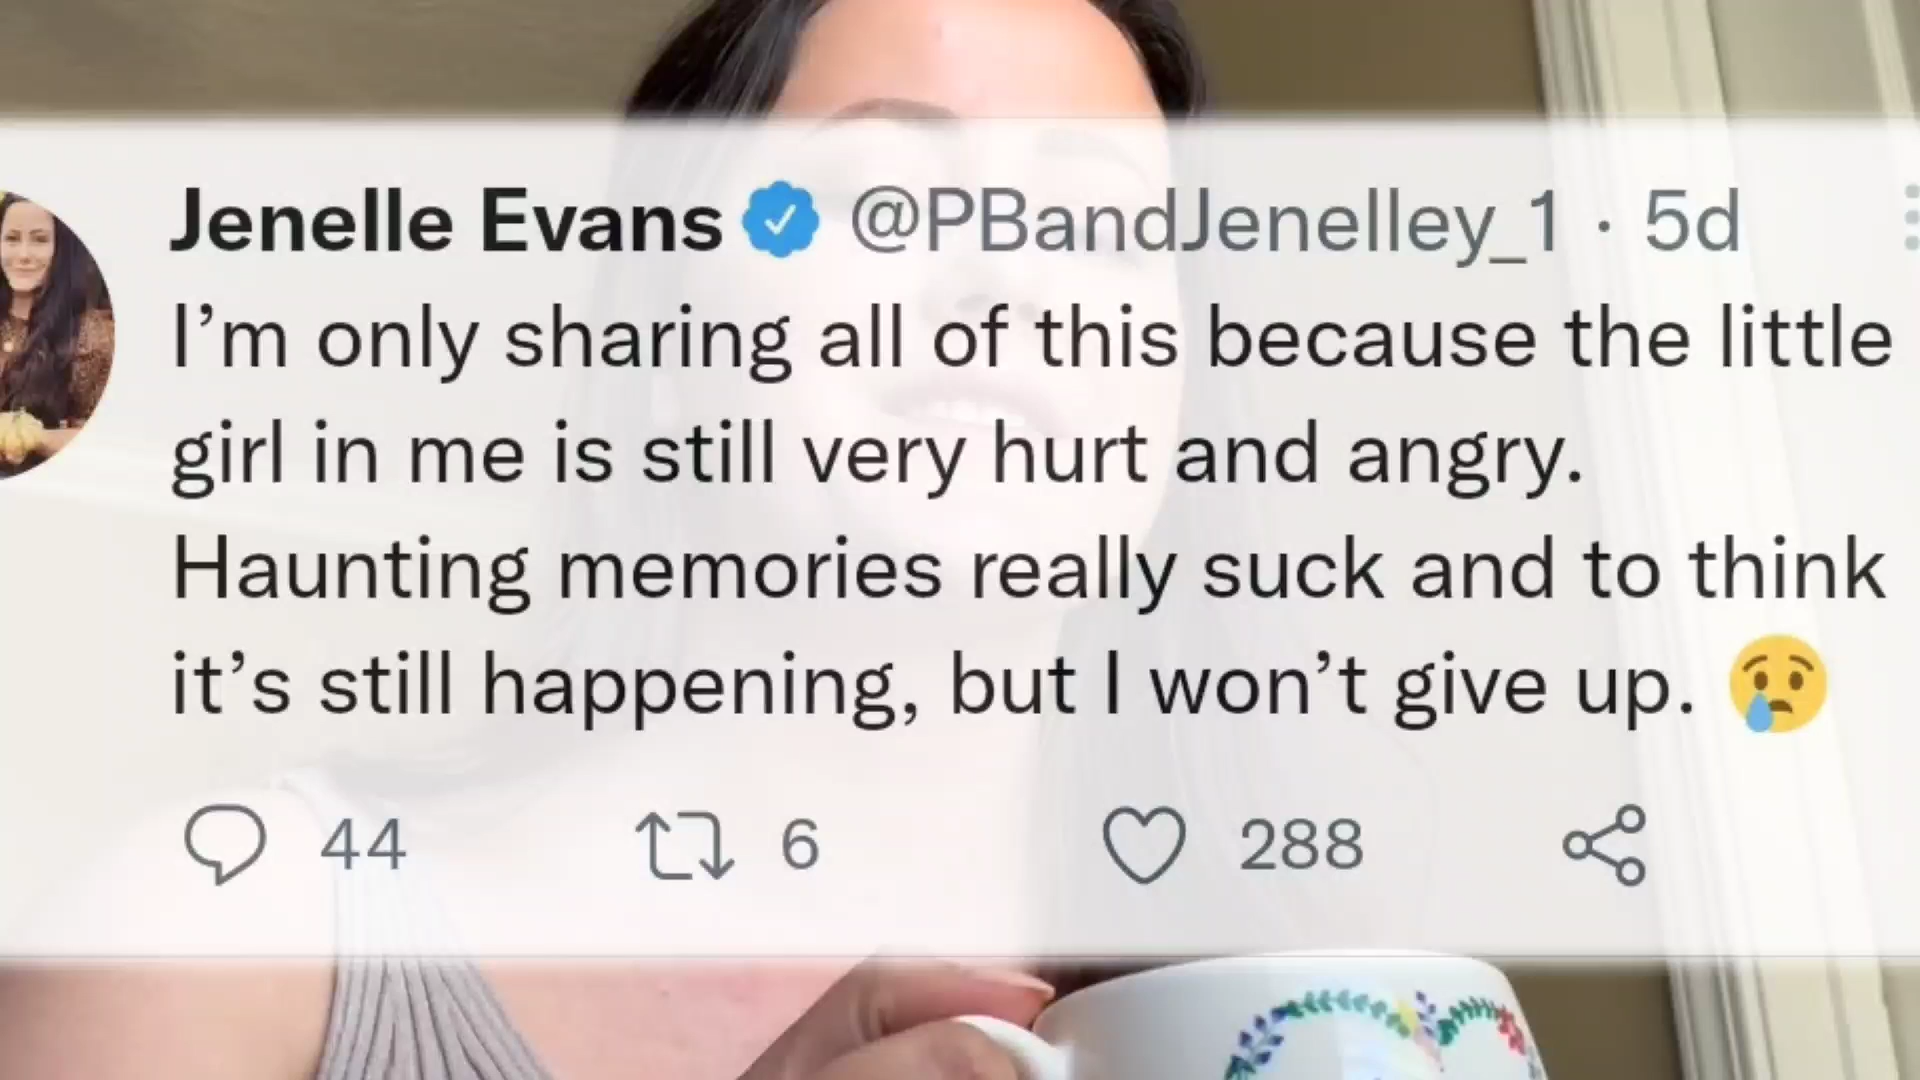 Jenelle Evans @PBandJenelley_1 · 5d
I’m only sharing all of this because the little
girl in me is still very hurt and angry.
Haunting memories really suck and to think
it’s still happening, but I won’t give up. 😢
44 6 288